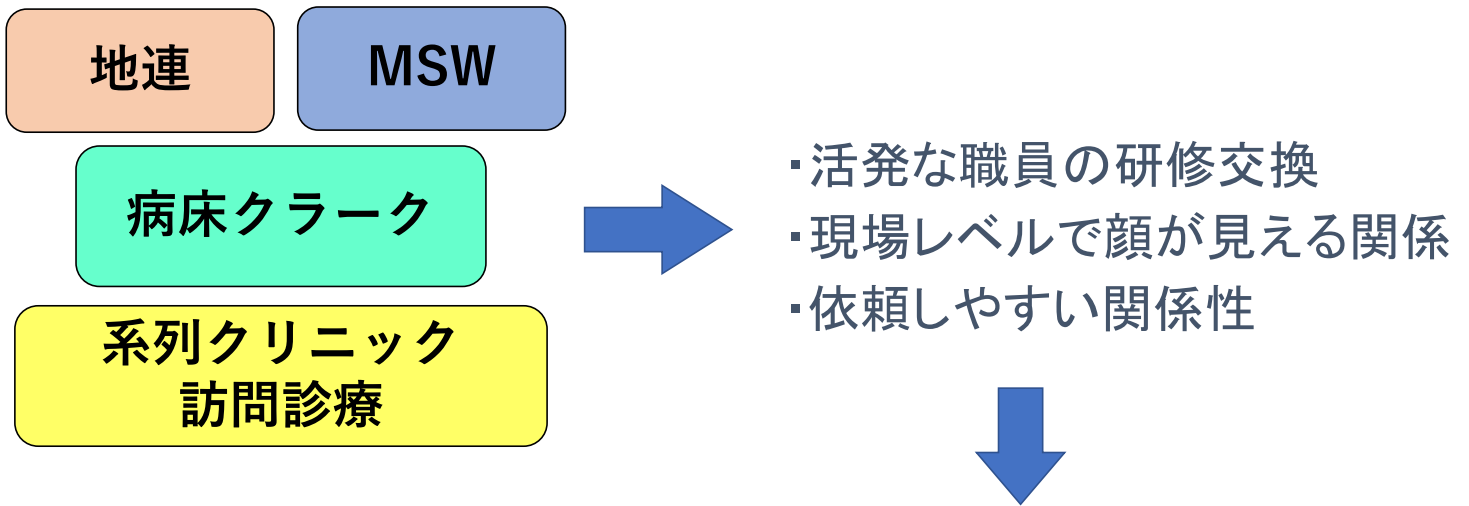 地連
MSW
病床クラーク
系列クリニック
訪問診療
・活発な職員の研修交換
・現場レベルで顔が見える関係
・依頼しやすい関係性